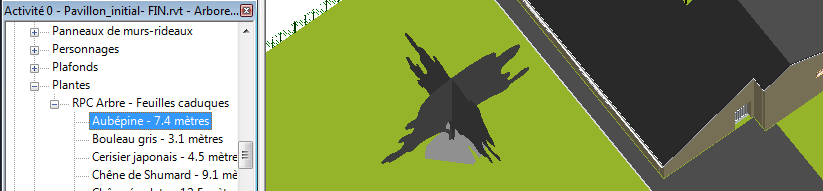 Activité 0 - Pavillon_initial- FIN.rvt - Arbore...
Panneaux de murs-rideaux
Personnages
Plafonds
Plantes
RPC Arbre - Feuilles caduques
Aubépine - 7.4 mètres
Bouleau gris - 3.1 mètres
Cerisier japonais - 4.5 mètre
Chêne de Shumard - 9.1 m